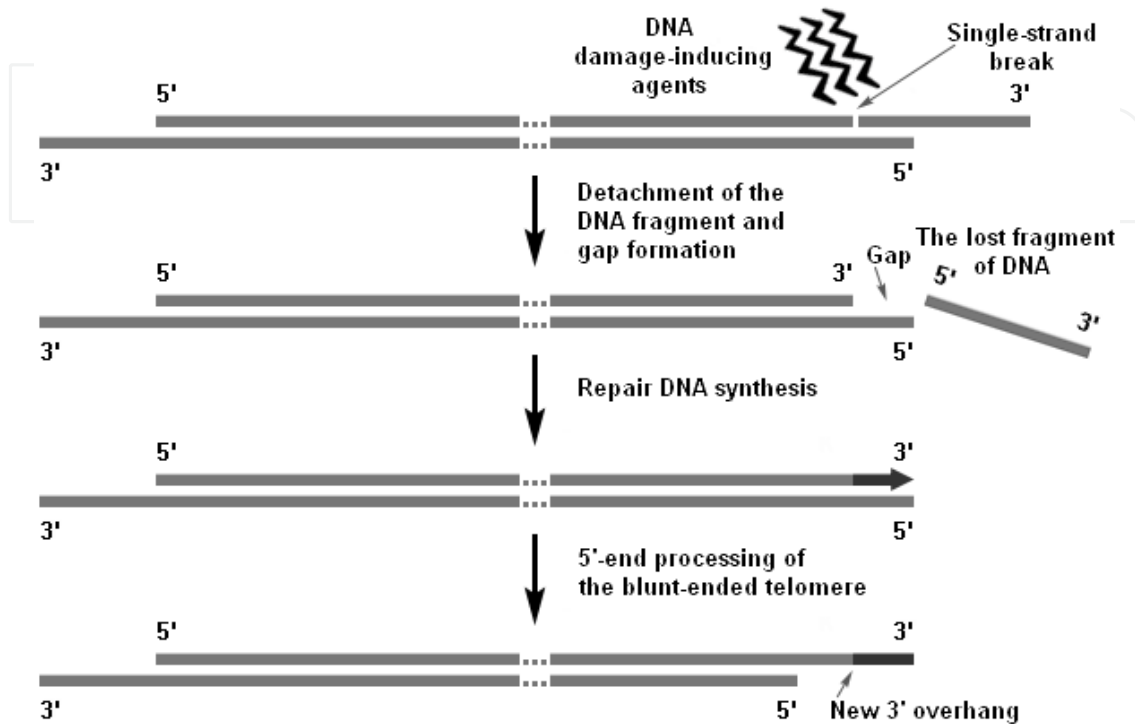 DNA
damage-inducing
agents
Single-strand
break
5'
3'
3'
5'
Detachment of the
DNA fragment and
gap formation
5'
3'
Gap
The lost fragment
of DNA
5'
3'
3'
5'
Repair DNA synthesis
5'
3'
3'
5'
5'-end processing of
the blunt-ended telomere
5'
3'
3'
5'
New 3' overhang